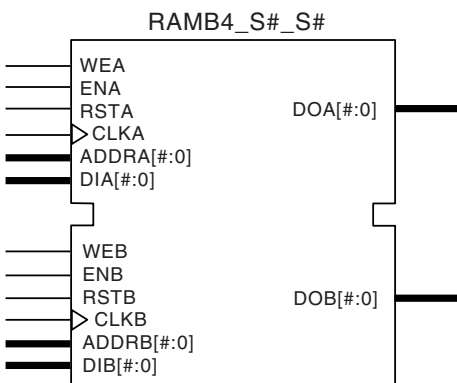 RAMB4_S#_S#
WEA
ENA
RSTA
CLKA
ADDRA[#:0]
DIA[#:0]
DOA[#:0]
WEB
ENB
RSTB
CLKB
ADDRB[#:0]
DIB[#:0]
DOB[#:0]